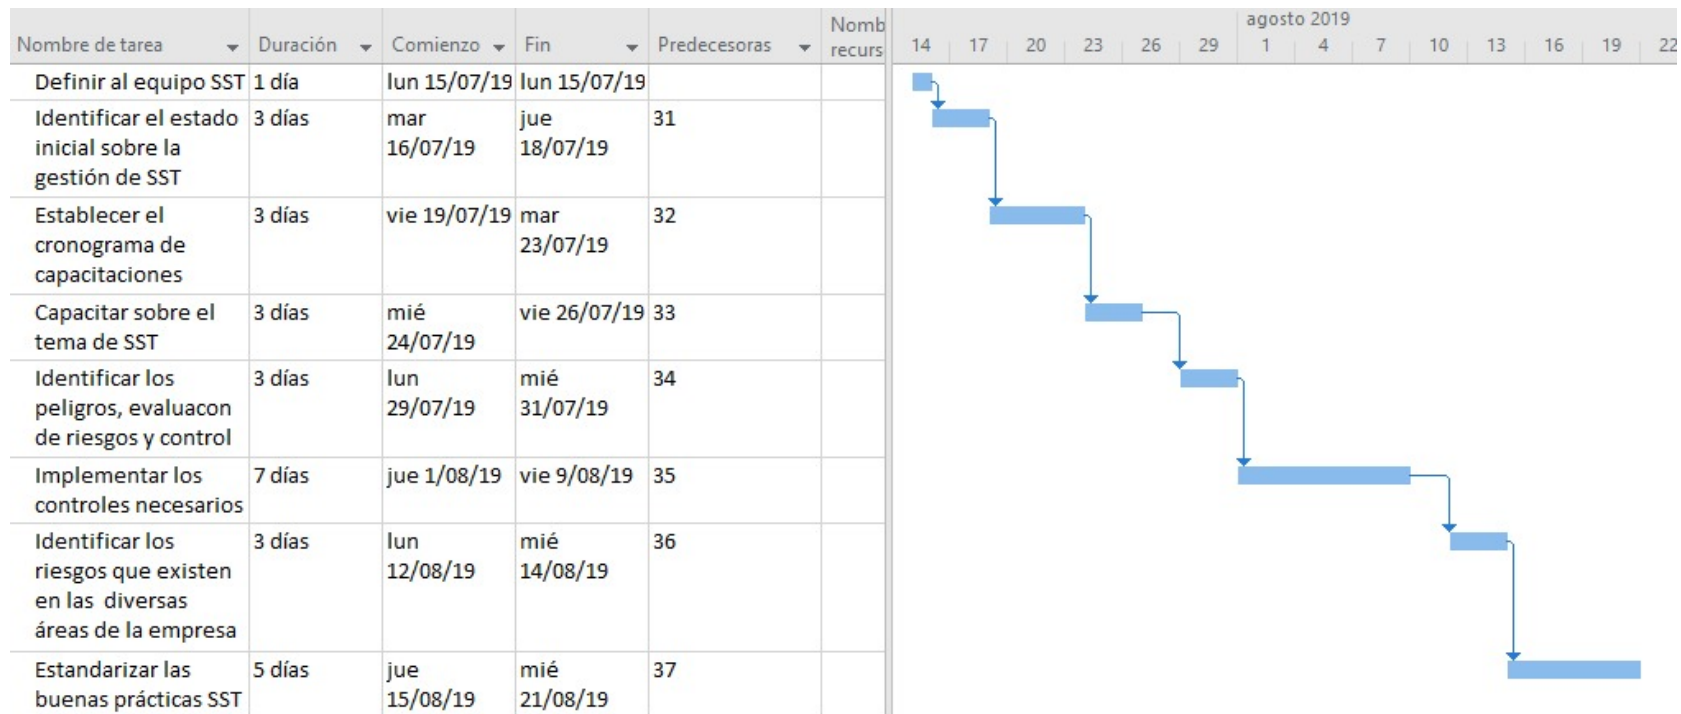 agosto 2019
Nombre de tarea Duración Comienzo Fin Predecesoras Nomb
recurs
14 17 20 23 26 29 1 4 7 10 13 16 19 22
Definir al equipo SST 1 día lun 15/07/19 lun 15/07/19
Identificar el estado 3 días mar jue 31
inicial sobre la 16/07/19 18/07/19
gestión de SST
Establecer el 3 días vie 19/07/19 mar 32
cronograma de 23/07/19
capacitaciones
Capacitar sobre el 3 días mié vie 26/07/19 33
tema de SST 24/07/19
Identificar los 3 días lun mié 34
peligros, evaluacon 29/07/19 31/07/19
de riesgos y control
Implementar los 7 días jue 1/08/19 vie 9/08/19 35
controles necesarios
Identificar los 3 días lun mié 36
riesgos que existen 12/08/19 14/08/19
en las diversas
áreas de la empresa
Estandarizar las 5 días jue mié 37
buenas prácticas SST 15/08/19 21/08/19